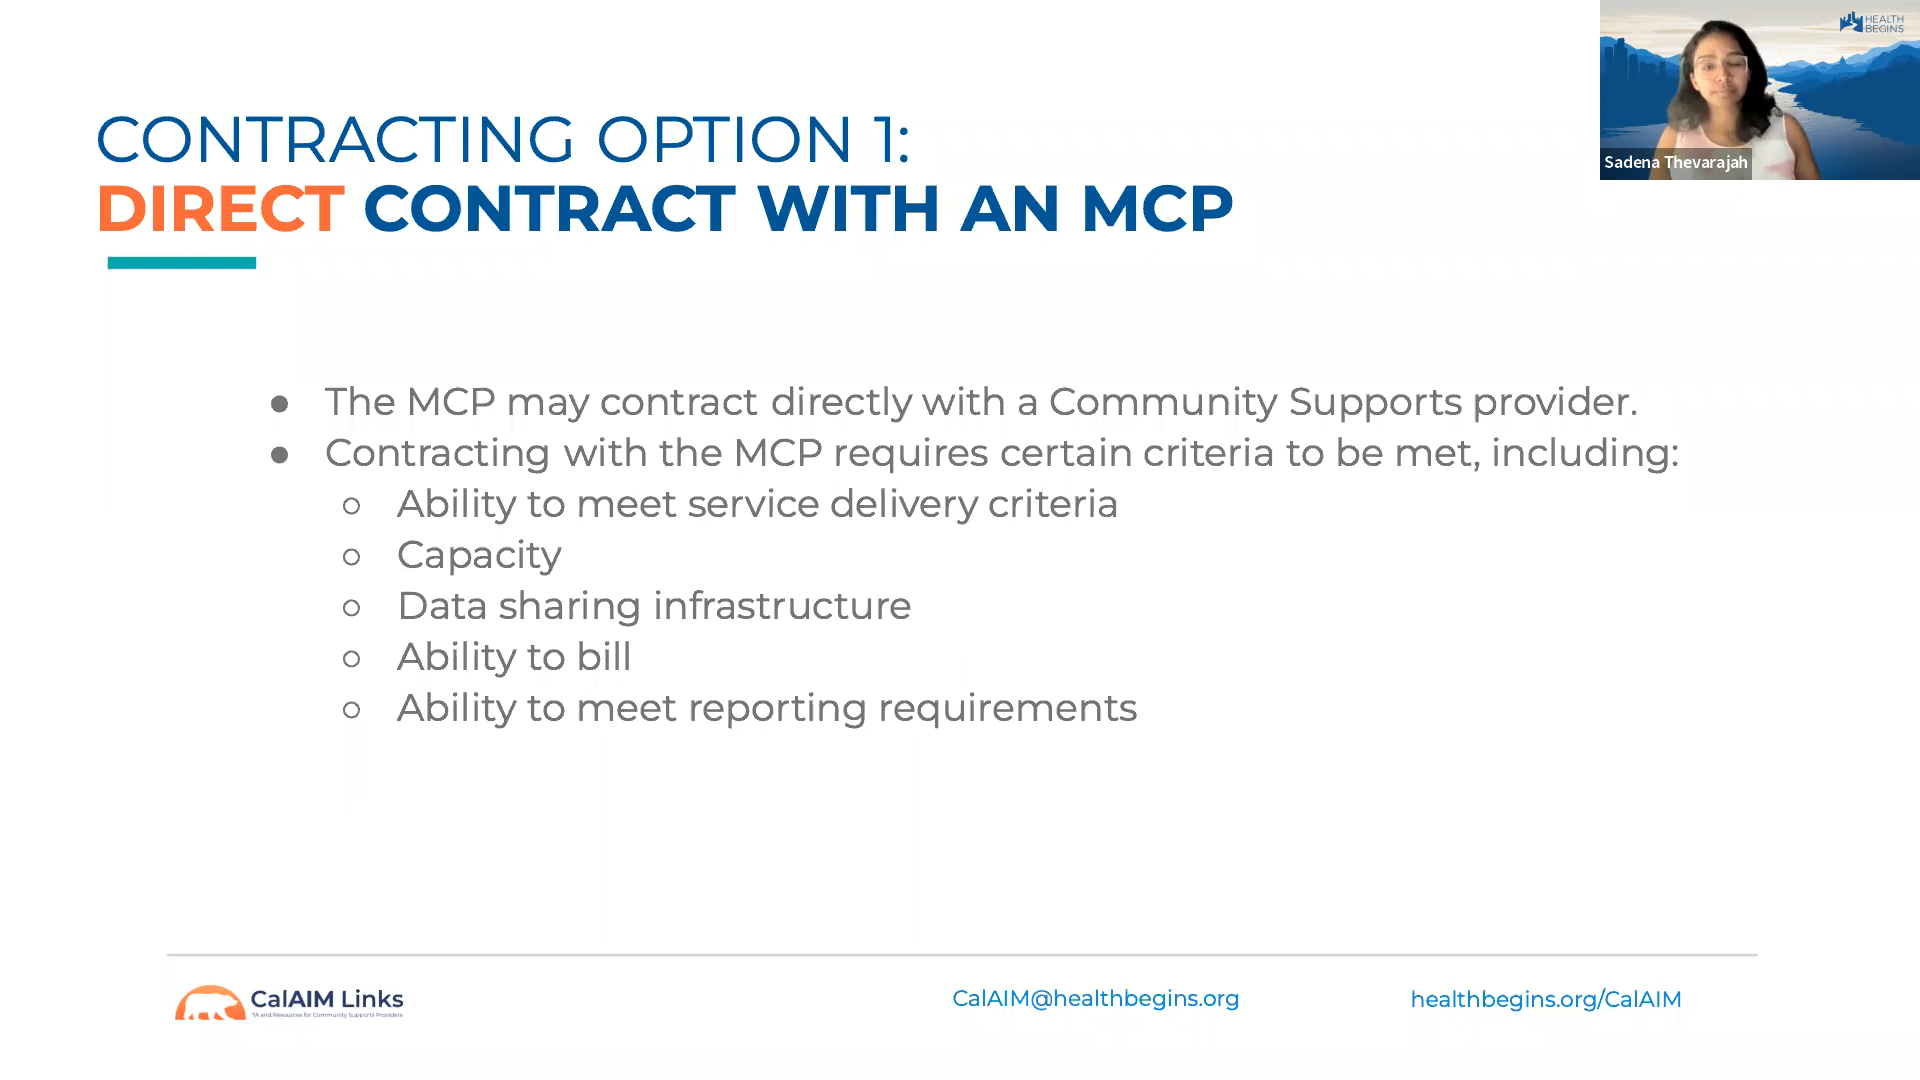 HEALTH
BEGINS
Sadena Thevarajah
CONTRACTING OPTION 1:
DIRECT CONTRACT WITH AN MCP
● The MCP may contract directly with a Community Supports provider.
● Contracting with the MCP requires certain criteria to be met, including:
○ Ability to meet service delivery criteria
○ Capacity
○ Data sharing infrastructure
○ Ability to bill
○ Ability to meet reporting requirements
CalAIM Links
TA and Resources for Community Supports Providers
CalAIM@healthbegins.org
healthbegins.org/CalAIM